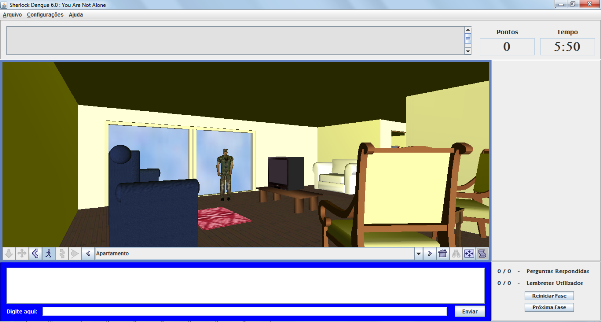 Sherlock Dengue 6.0: You Are Not Alone
Arquivo Configurações Ajuda
Pontos
Tempo
0
5:50
Apartamento
0 / 0 - Perguntas Respondidas
0 / 0 - Lembretes Utilizados
Reiniciar Fase
Próxima Fase
Digite aqui:
Enviar